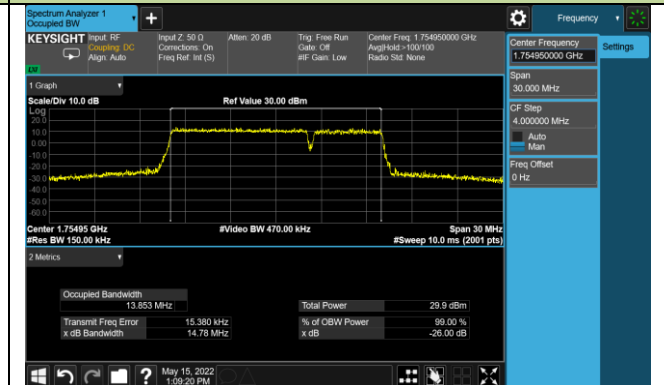 Spectrum Analyzer 1
Occupied BW
+
Frequency
KEYSIGHT
Input: RF
Coupling: DC
Align: Auto
Input Z: 50 Ω
Corrections: On
Freq Ref: Int (S)
Atten: 20 dB
Trig: Free Run
Gate: Off
#IF Gain: Low
Center Freq: 1.754950000 GHz
Avg|Hold:>100/100
Radio Std: None
Center Frequency
1.754950000 GHz
Settings
Span
30.000 MHz
CF Step
4.000000 MHz
Auto
Man
Freq Offset
0 Hz
1 Graph
Scale/Div 10.0 dB
Ref Value 30.00 dBm
Log
20.0
10.0
0.00
-10.0
-20.0
-30.0
-40.0
-50.0
-60.0
Center 1.75495 GHz
#Video BW 470.00 kHz
Span 30 MHz
#Res BW 150.00 kHz
#Sweep 10.0 ms (2001 pts)
2 Metrics
Occupied Bandwidth
13.853 MHz
Total Power 29.9 dBm
Transmit Freq Error 15.380 kHz
% of OBW Power 99.00 %
x dB Bandwidth 14.78 MHz
x dB -26.00 dB
?
May 15, 2022
1:09:20 PM